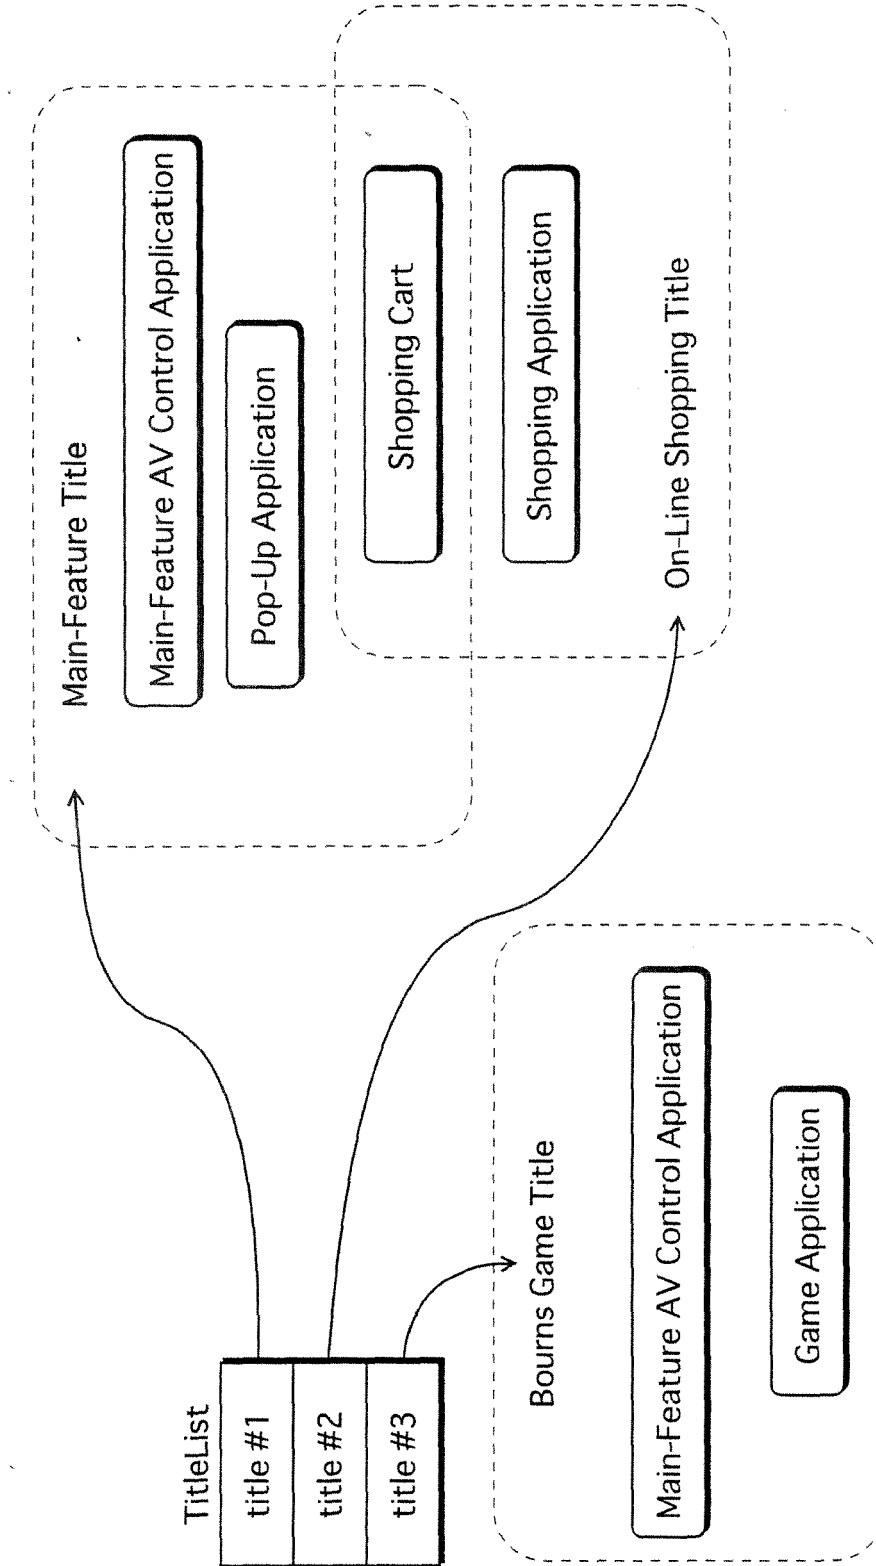 TitleList
title #1
title #2
title #3
Main-Feature Title
Main-Feature AV Control Application
Pop-Up Application
Shopping Cart
Shopping Application
On-Line Shopping Title
Bourns Game Title
Main-Feature AV Control Application
Game Application